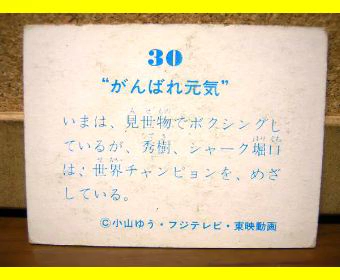 30
“がんばれ元気”
いまは、見世物でボクシングし
ているが、秀樹、シャーク堀口
は、世界チャンピョンを、めざ
している。
©小山ゆう・フジテレビ・東映動画